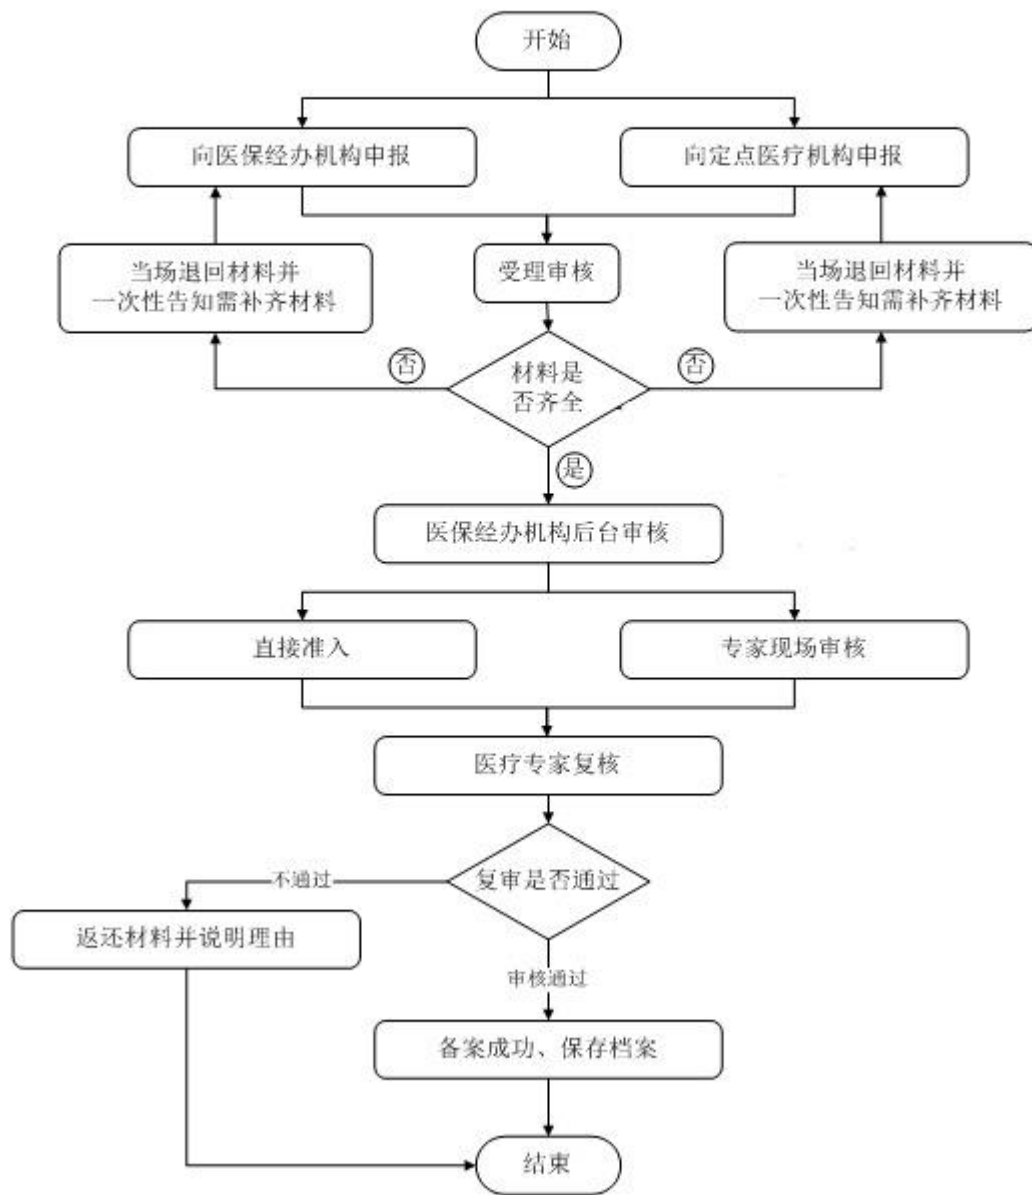 开始
向医保经办机构申报
向定点医疗机构申报
当场退回材料并
一次性告知需补齐材料
受理审核
当场退回材料并
一次性告知需补齐材料
否
材料是
否齐全
否
是
医保经办机构后台审核
直接准入
专家现场审核
医疗专家复核
不通过
复审是否通过
返还材料并说明理由
审核通过
备案成功、保存档案
结束